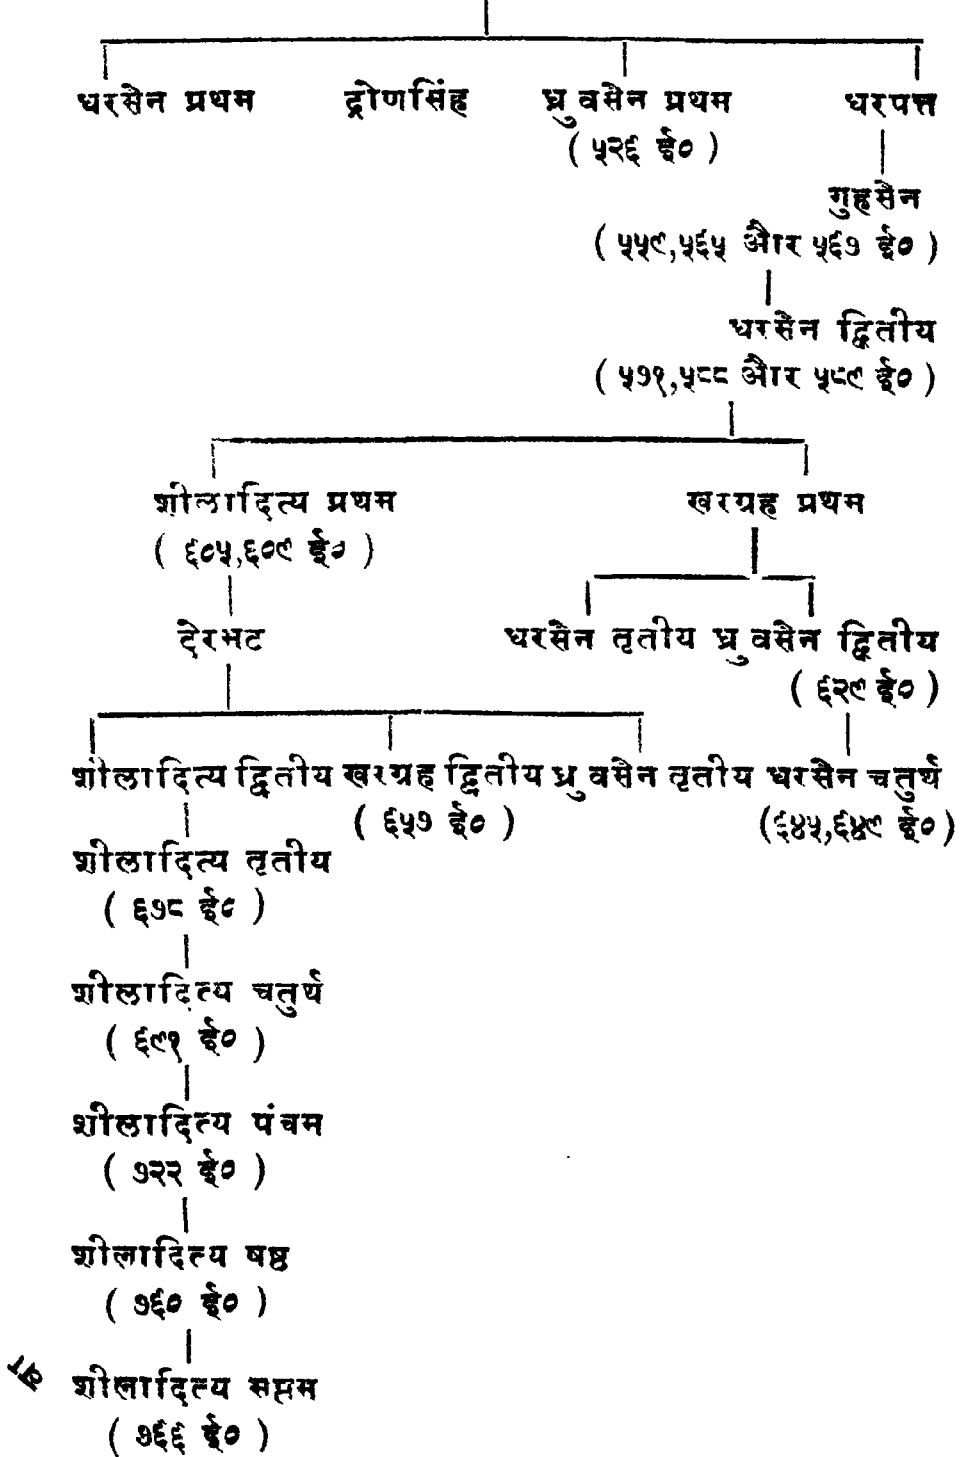 धरसेन प्रथम द्रोणसिंह ध्रुवसेन प्रथम धरपत्त
( ५२६ ई० )
गुहसेन
( ५५९,५६५ और ५६७ ई० )
धरसेन द्वितीय
( ५७१,५८८ और ५८९ ई० )
शीलादित्य प्रथम खरग्रह प्रथम
( ६०५,६०९ ई० )
देरभट धरसेन तृतीय ध्रुवसेन द्वितीय
( ६२९ ई० )
शीलादित्य द्वितीय खरग्रह द्वितीय ध्रुवसेन तृतीय धरसेन चतुर्थ
( ६५७ ई० ) (६४५,६४९ ई०)
शीलादित्य तृतीय
( ६७८ ई० )
शीलादित्य चतुर्थ
( ६९१ ई० )
शीलादित्य पंचम
( ७२२ ई० )
शीलादित्य षष्ठ
( ७६० ई० )
शीलादित्य सप्तम
( ७६६ ई० )